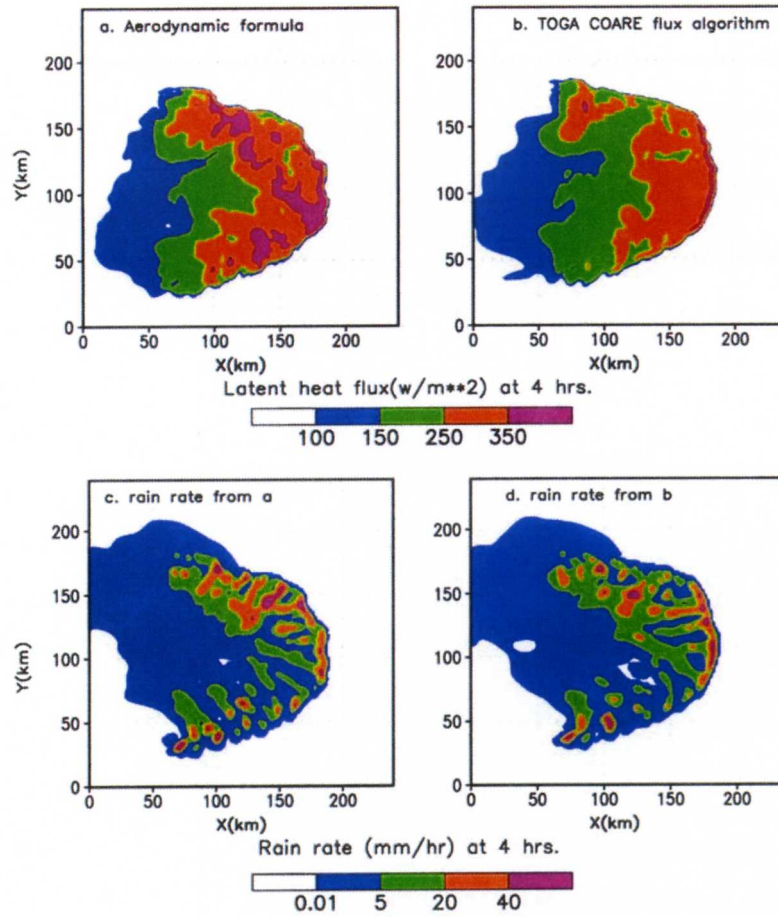 a. Aerodynamic formula
b. TOGA COARE flux algorithm
200
150
100
50
0
Y(km)
0 50 100 150 200
X(km)
200
150
100
50
0
0 50 100 150 200
X(km)
Latent heat flux(w/m**2) at 4 hrs.
100 150 250 350
c. rain rate from a
d. rain rate from b
200
150
100
50
0
Y(km)
0 50 100 150 200
X(km)
200
150
100
50
0
0 50 100 150 200
X(km)
Rain rate (mm/hr) at 4 hrs.
0.01 5 20 40